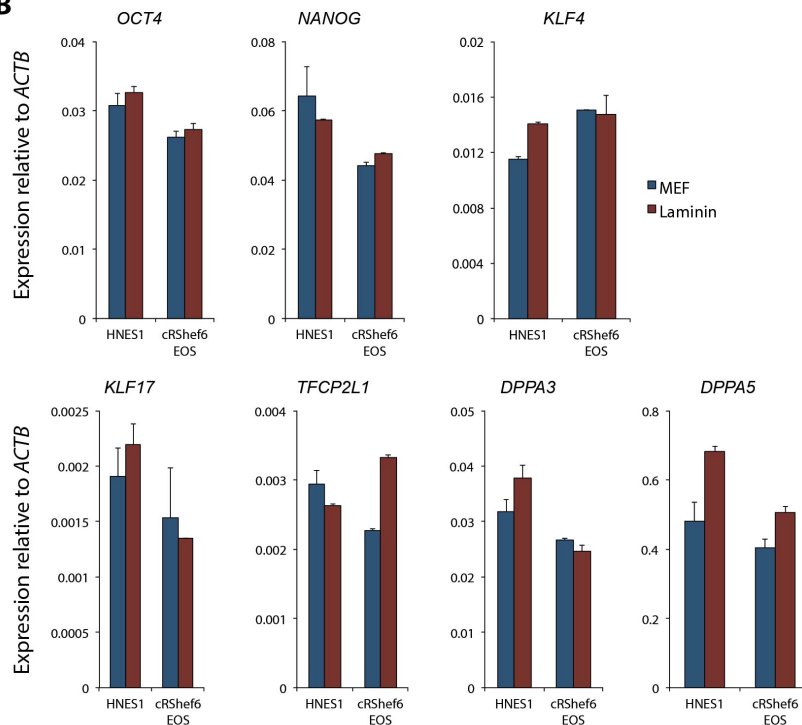 B
OCT4
NANOG
KLF4
Expression relative to ACTB
0.04
0.03
0.02
0.01
0
HNES1
cRShef6
EOS
0.08
0.06
0.04
0.02
0
HNES1
cRShef6
EOS
0.02
0.016
0.012
0.008
0.004
0
HNES1
cRShef6
EOS
MEF
Laminin
KLF17
TFCP2L1
DPPA3
DPPA5
Expression relative to ACTB
0.0025
0.002
0.0015
0.001
0.0005
0
HNES1
cRShef6
EOS
0.004
0.003
0.002
0.001
0
HNES1
cRShef6
EOS
0.05
0.04
0.03
0.02
0.01
0
HNES1
cRShef6
EOS
0.8
0.6
0.4
0.2
0
HNES1
cRShef6
EOS